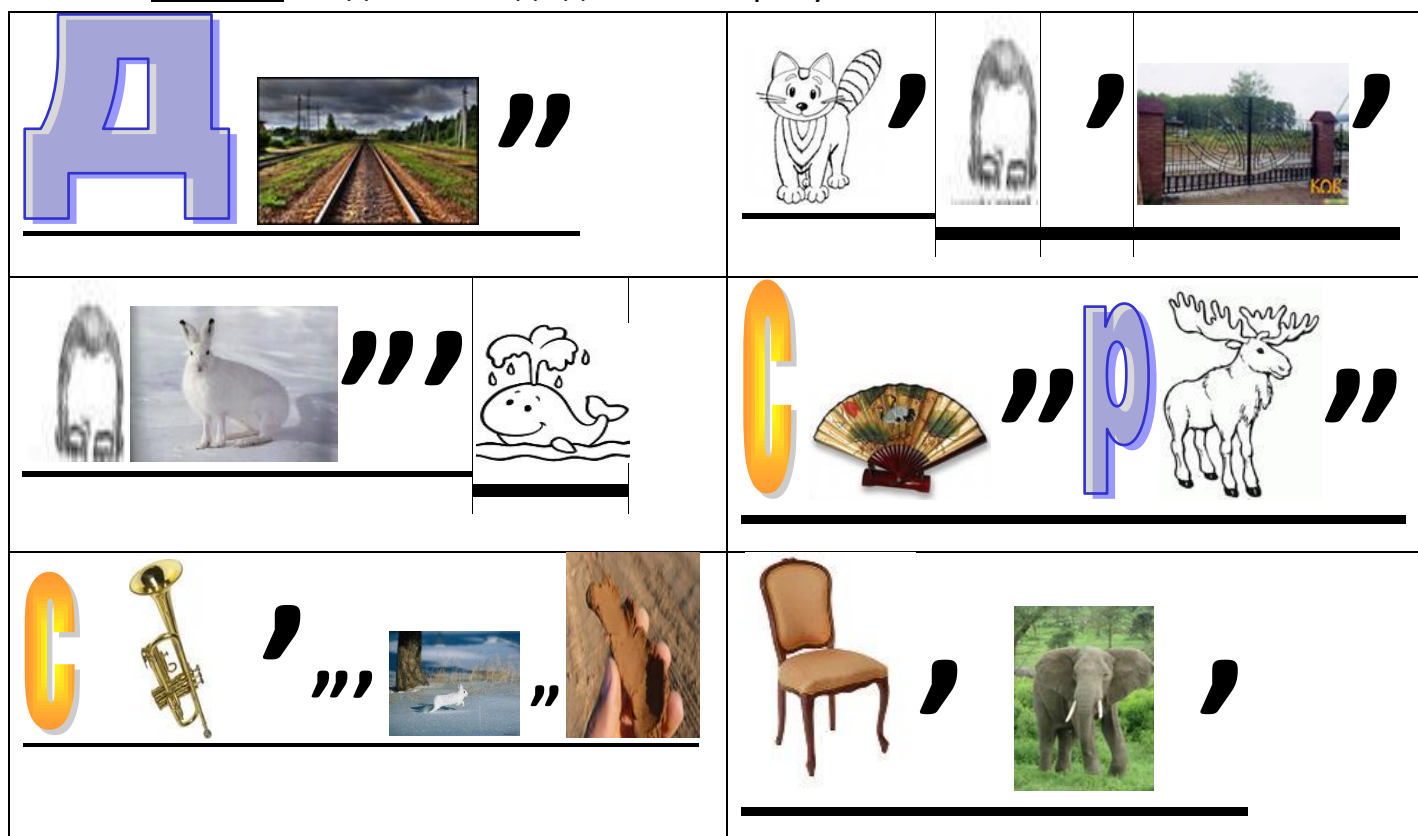 Д ”
, , КОВ ,
”’
С ” р ”
С , ,,, ”
, ,